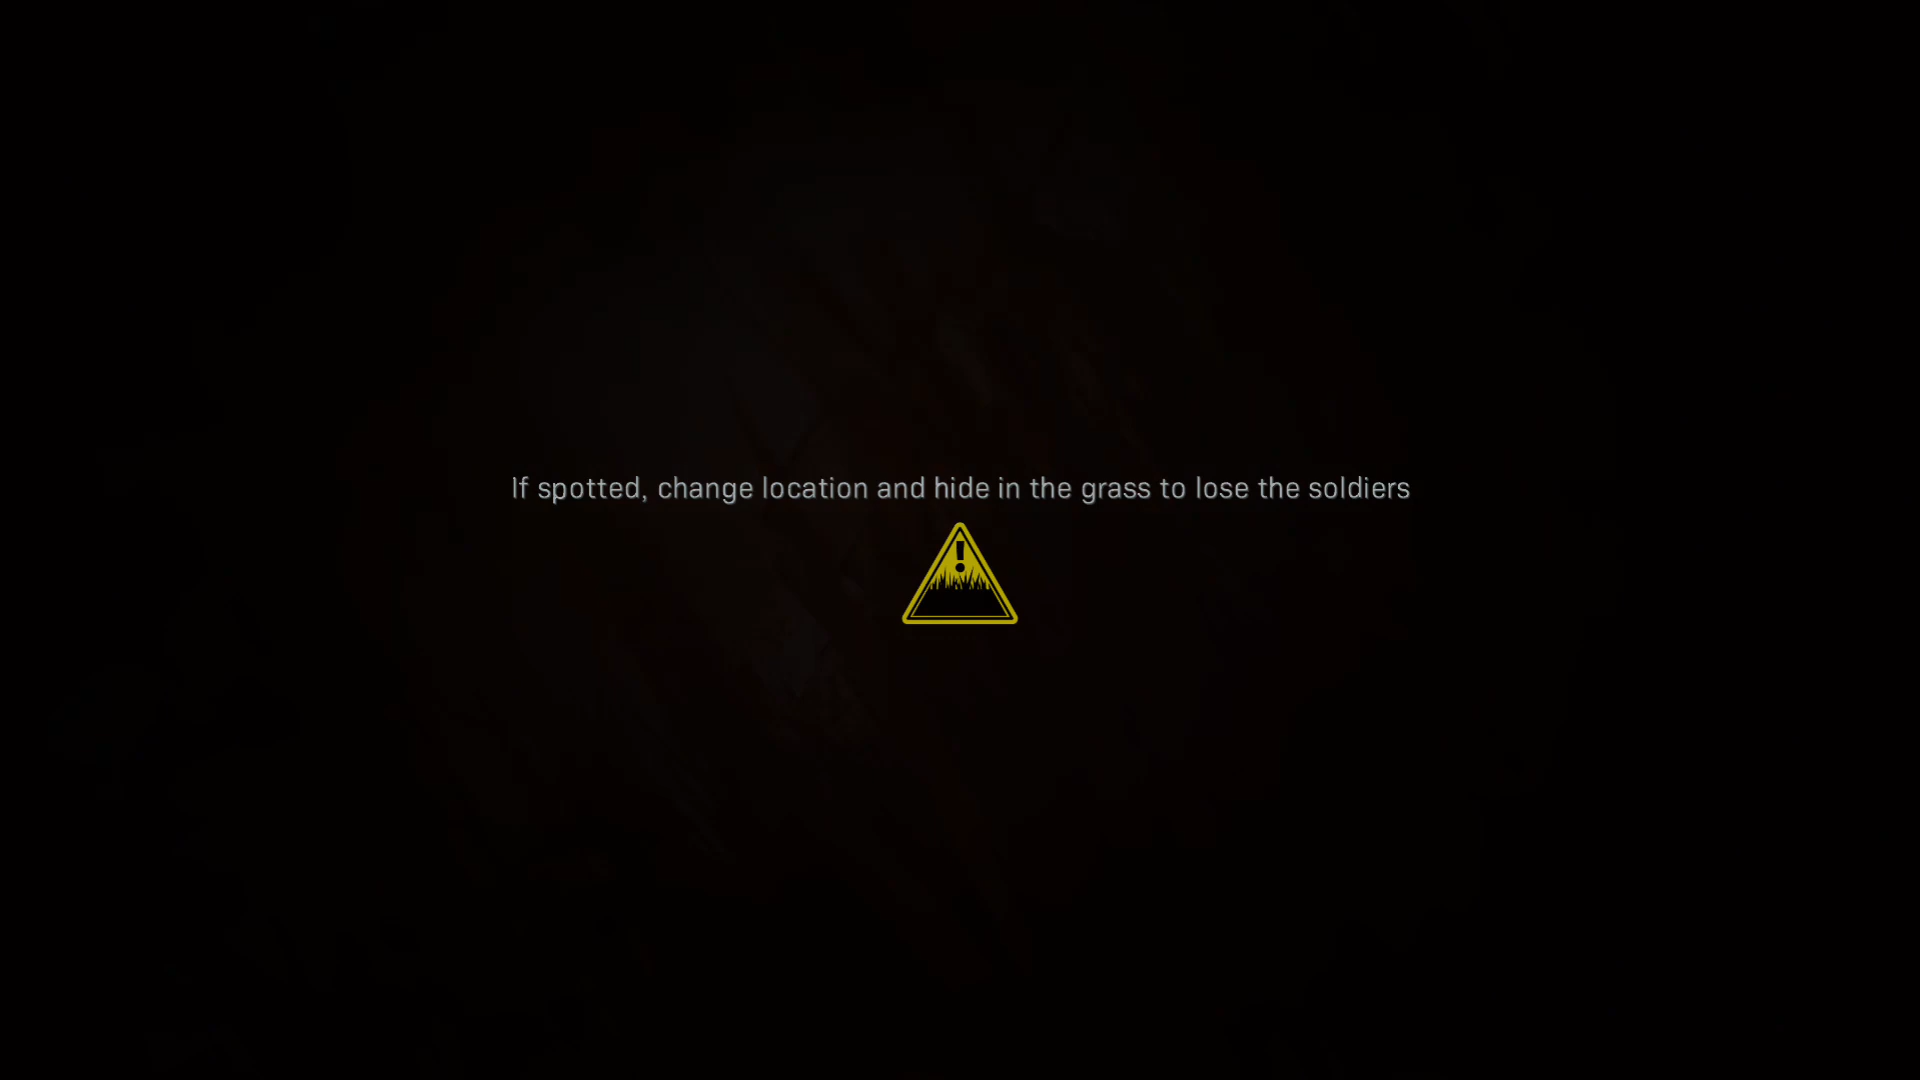 If spotted, change location and hide in the grass to lose the soldiers
!